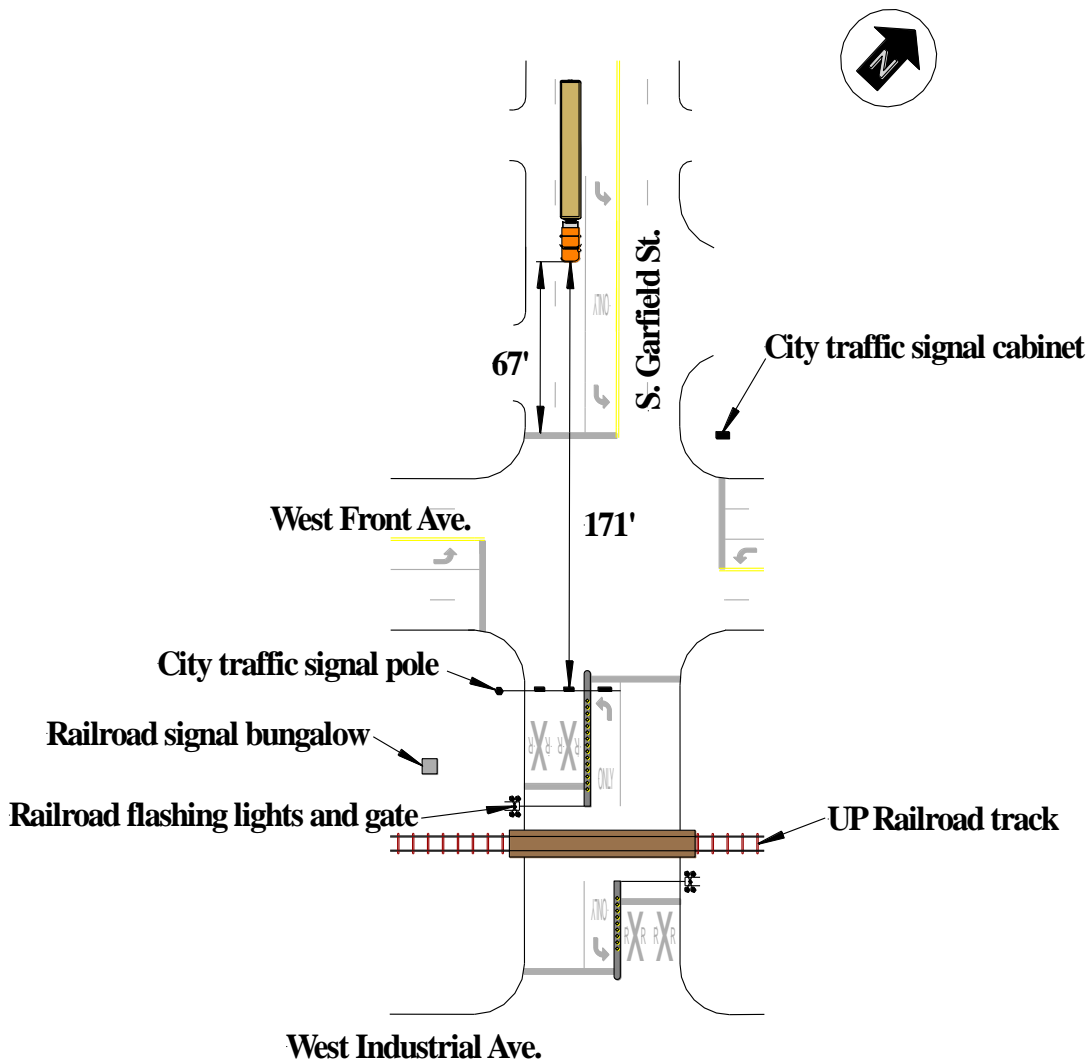 N
City traffic signal cabinet
S. Garfield St.
67'
ONLY
171'
West Front Ave.
City traffic signal pole
Railroad signal bungalow
R R R R
ONLY
Railroad flashing lights and gate
UP Railroad track
ONLY
R R R R
West Industrial Ave.